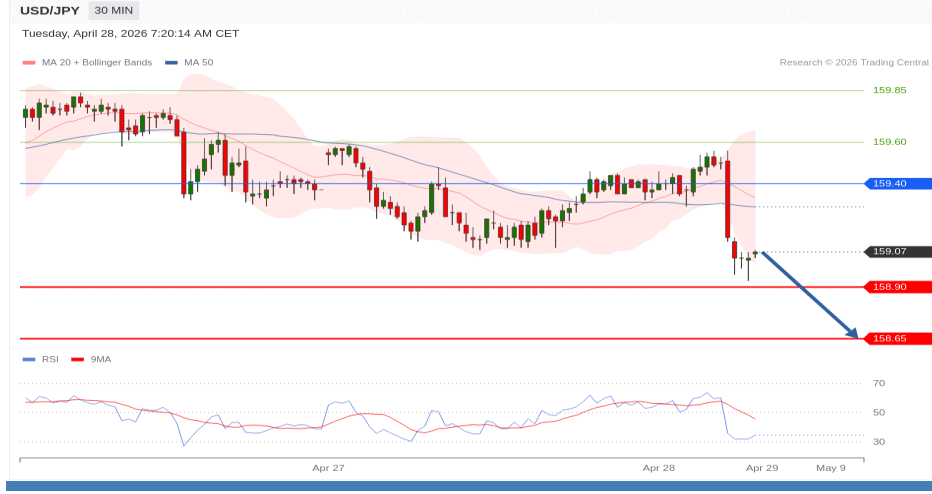 USD/JPY 30 MIN
Tuesday, April 28, 2026 7:20:14 AM CET
MA 20 + Bollinger Bands MA 50 Research © 2026 Trading Central
159.85
159.60
159.40
159.07
158.90
158.65
RSI 9MA
70
50
30
Apr 27 Apr 28 Apr 29 May 9